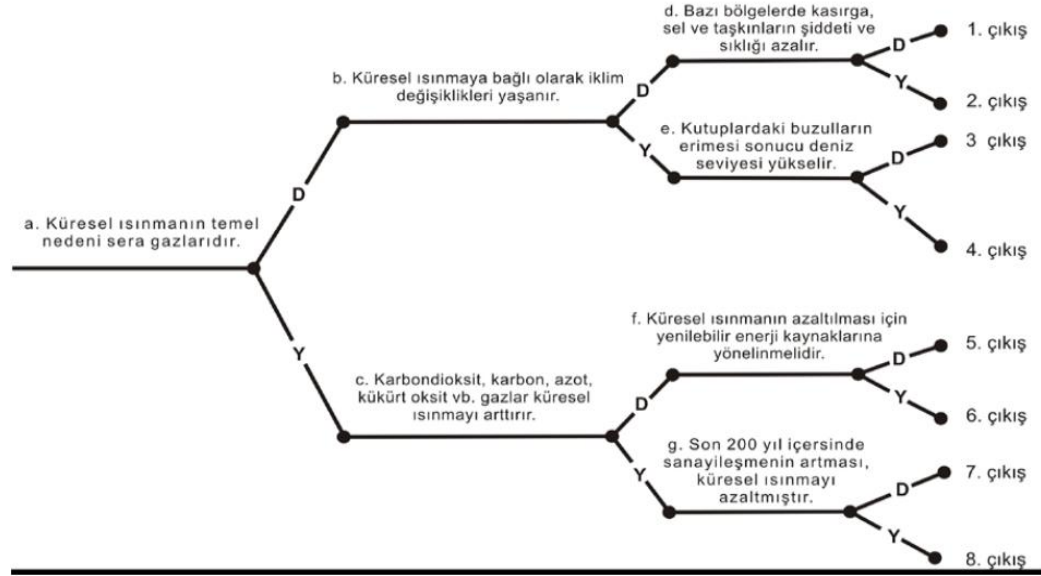 d. Bazı bölgelerde kasırga,
sel ve taşkınların şiddeti ve
sıklığı azalır.
D
1. çıkış
Y
2. çıkış
b. Küresel ısınmaya bağlı olarak iklim
değişiklikleri yaşanır.
D
Y
e. Kutuplardaki buzulların
erimesi sonucu deniz
seviyesi yükselir.
D
3 çıkış
Y
4. çıkış
D
a. Küresel ısınmanın temel
nedeni sera gazlarıdır.
Y
f. Küresel ısınmanın azaltılması için
yenilebilir enerji kaynaklarına
yönelinmelidir.
D
5. çıkış
Y
6. çıkış
c. Karbondioksit, karbon, azot,
kükürt oksit vb. gazlar küresel
ısınmayı arttırır.
D
Y
g. Son 200 yıl içersinde
sanayileşmenin artması,
küresel ısınmayı
azaltmıştır.
D
7. çıkış
Y
8. çıkış